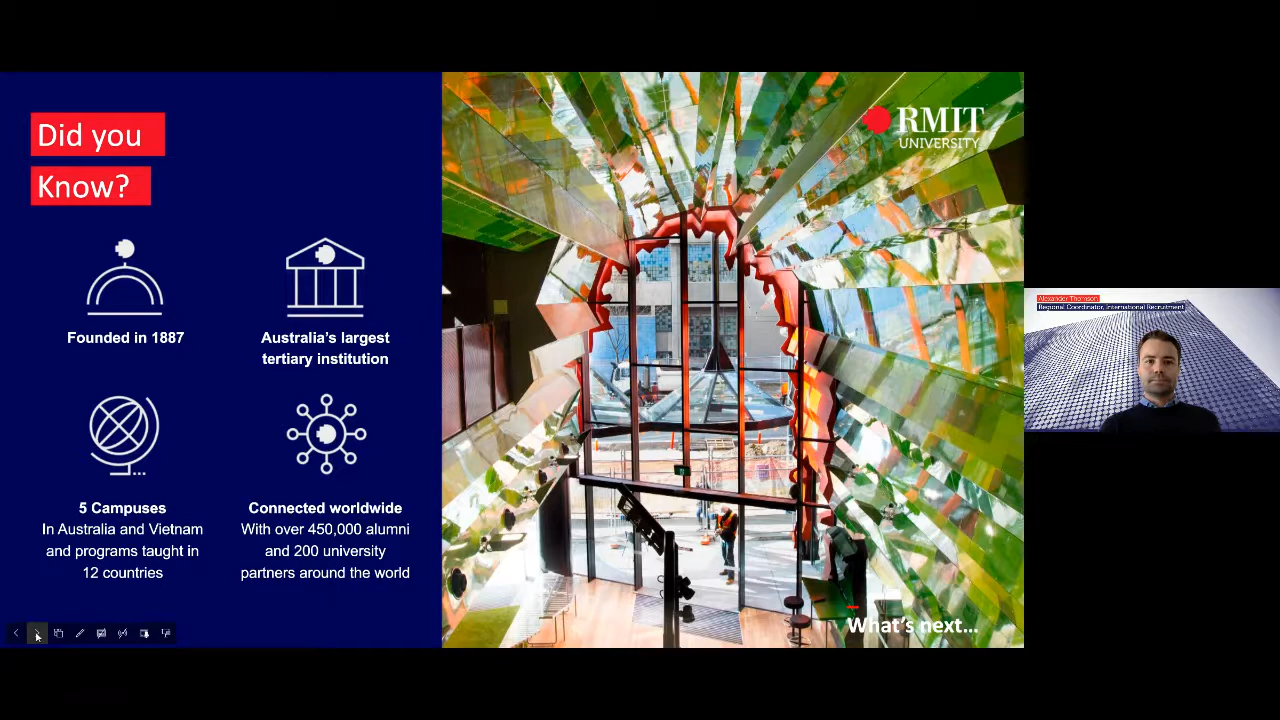 Did you
Know?
Founded in 1887
Australia's largest
tertiary institution
5 Campuses
In Australia and Vietnam
and programs taught in
12 countries
Connected worldwide
With over 450,000 alumni
and 200 university
partners around the world
RMIT
UNIVERSITY
What's next...
Alexander Thomson
Regional Coordinator, International Recruitment